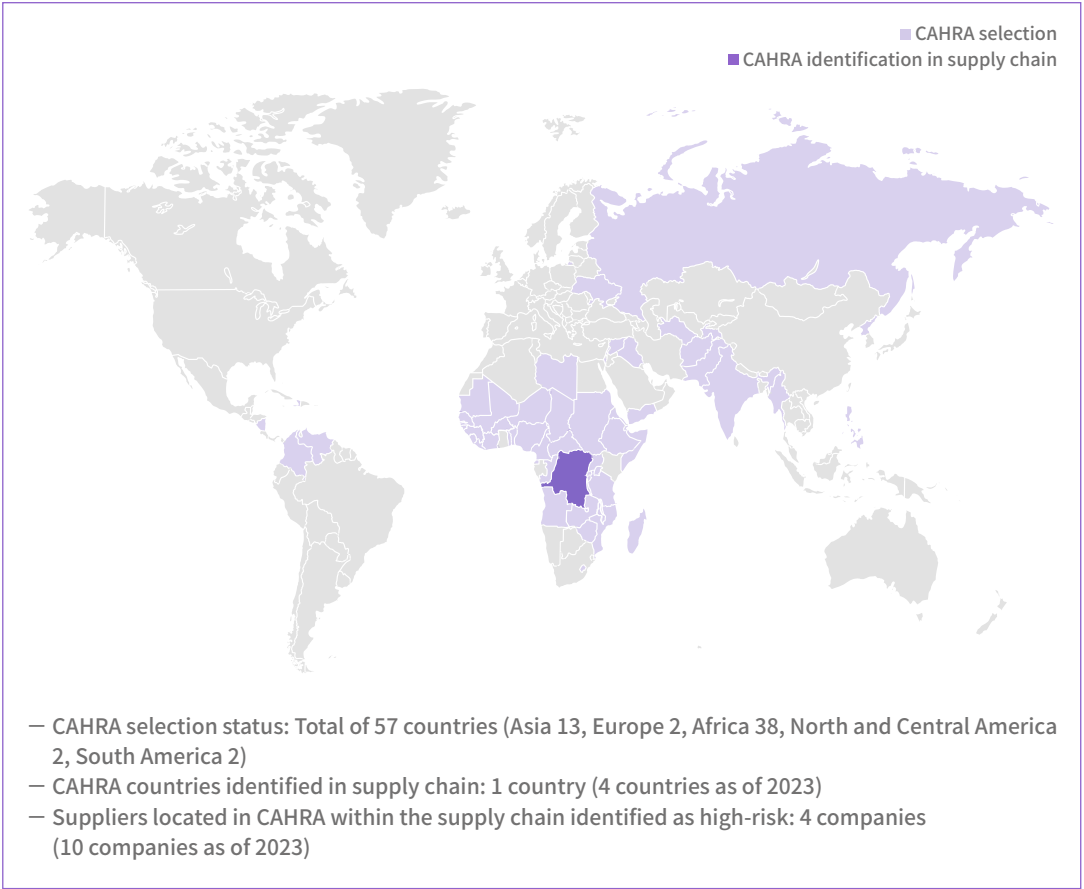 CAHRA selection
CAHRA identification in supply chain
— CAHRA selection status: Total of 57 countries (Asia 13, Europe 2, Africa 38, North and Central America
2, South America 2)
— CAHRA countries identified in supply chain: 1 country (4 countries as of 2023)
— Suppliers located in CAHRA within the supply chain identified as high-risk: 4 companies
(10 companies as of 2023)